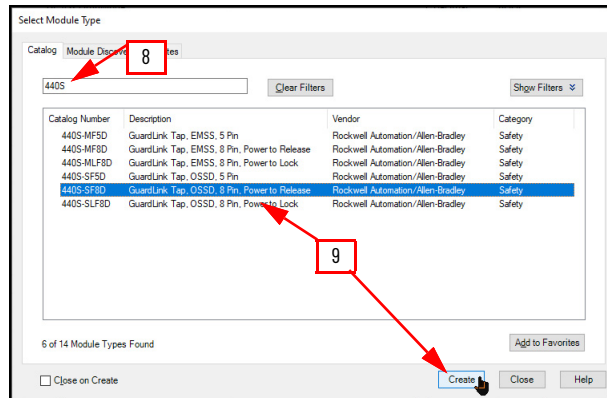 Select Module Type
Catalog Module Discove tes
8
440S Clear Filters Show Filters
Catalog Number Description Vendor Category
440S-MF5D GuardLink Tap, EMSS, 5 Pin Rockwell Automation/Allen-Bradley Safety
440S-MF8D GuardLink Tap, EMSS, 8 Pin, Power to Release Rockwell Automation/Allen-Bradley Safety
440S-MLF8D GuardLink Tap, EMSS, 8 Pin, Power to Lock Rockwell Automation/Allen-Bradley Safety
440S-SF5D GuardLink Tap, OSSD, 5 Pin Rockwell Automation/Allen-Bradley Safety
440S-SF8D GuardLink Tap, OSSD, 8 Pin, Power to Release Rockwell Automation/Allen-Bradley Safety
440S-SLF8D GuardLink Tap, OSSD, 8 Pin, Power to Lock Rockwell Automation/Allen-Bradley Safety
9
6 of 14 Module Types Found Add to Favorites
Close on Create Create Close Help